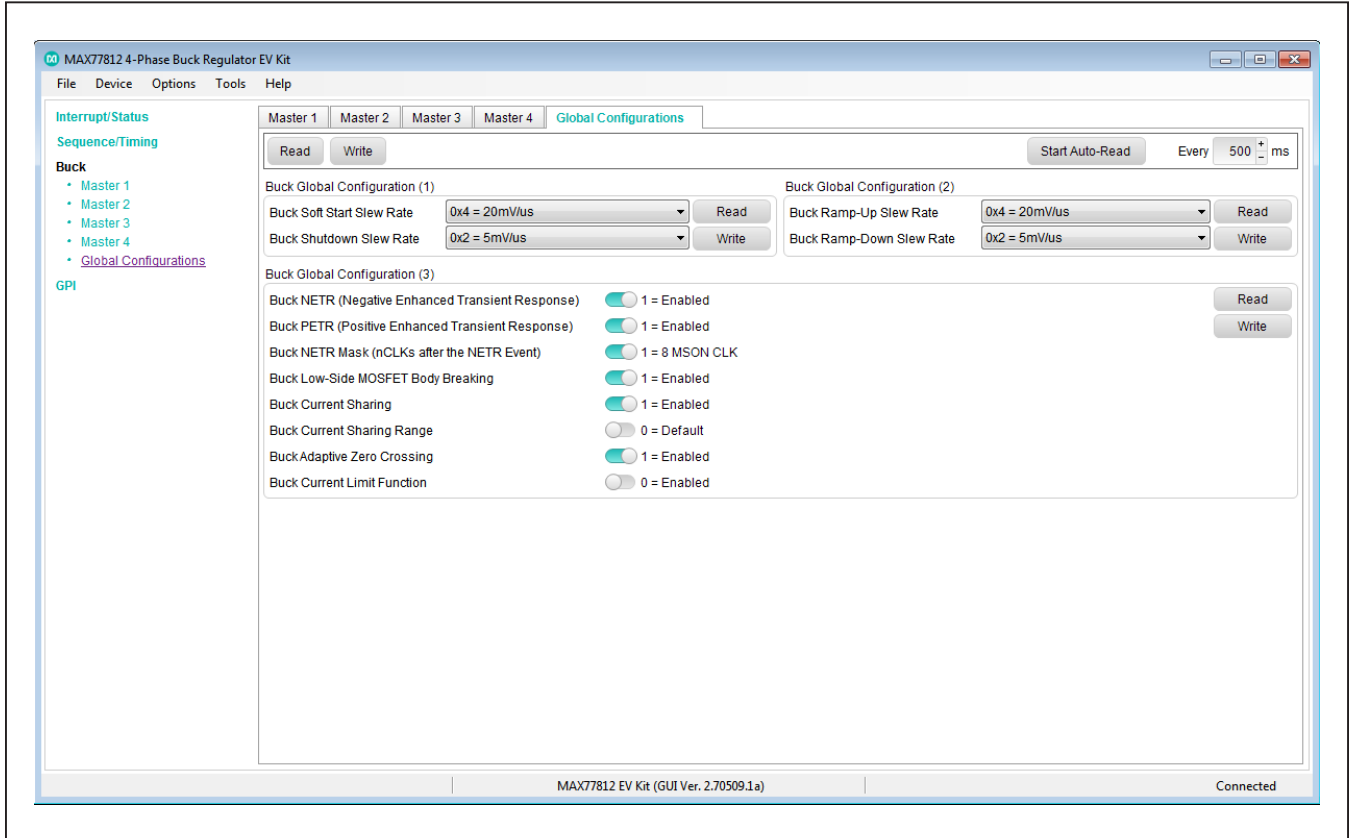 MAX77812 4-Phase Buck Regulator EV Kit
File Device Options Tools Help
Interrupt/Status
Sequence/Timing
Buck
• Master 1
• Master 2
• Master 3
• Master 4
• Global Configurations
GPI
Master 1 Master 2 Master 3 Master 4 Global Configurations
Read Write Start Auto-Read Every 500 + - ms
Buck Global Configuration (1) Buck Global Configuration (2)
Buck Soft Start Slew Rate 0x4 = 20mV/us Read Buck Ramp-Up Slew Rate 0x4 = 20mV/us Read
Buck Shutdown Slew Rate 0x2 = 5mV/us Write Buck Ramp-Down Slew Rate 0x2 = 5mV/us Write
Buck Global Configuration (3)
Buck NETR (Negative Enhanced Transient Response) 1 = Enabled Read
Buck PETR (Positive Enhanced Transient Response) 1 = Enabled Write
Buck NETR Mask (nCLKs after the NETR Event) 1 = 8 MSON CLK
Buck Low-Side MOSFET Body Breaking 1 = Enabled
Buck Current Sharing 1 = Enabled
Buck Current Sharing Range 0 = Default
Buck Adaptive Zero Crossing 1 = Enabled
Buck Current Limit Function 0 = Enabled
MAX77812 EV Kit (GUI Ver. 2.70509.1a) Connected